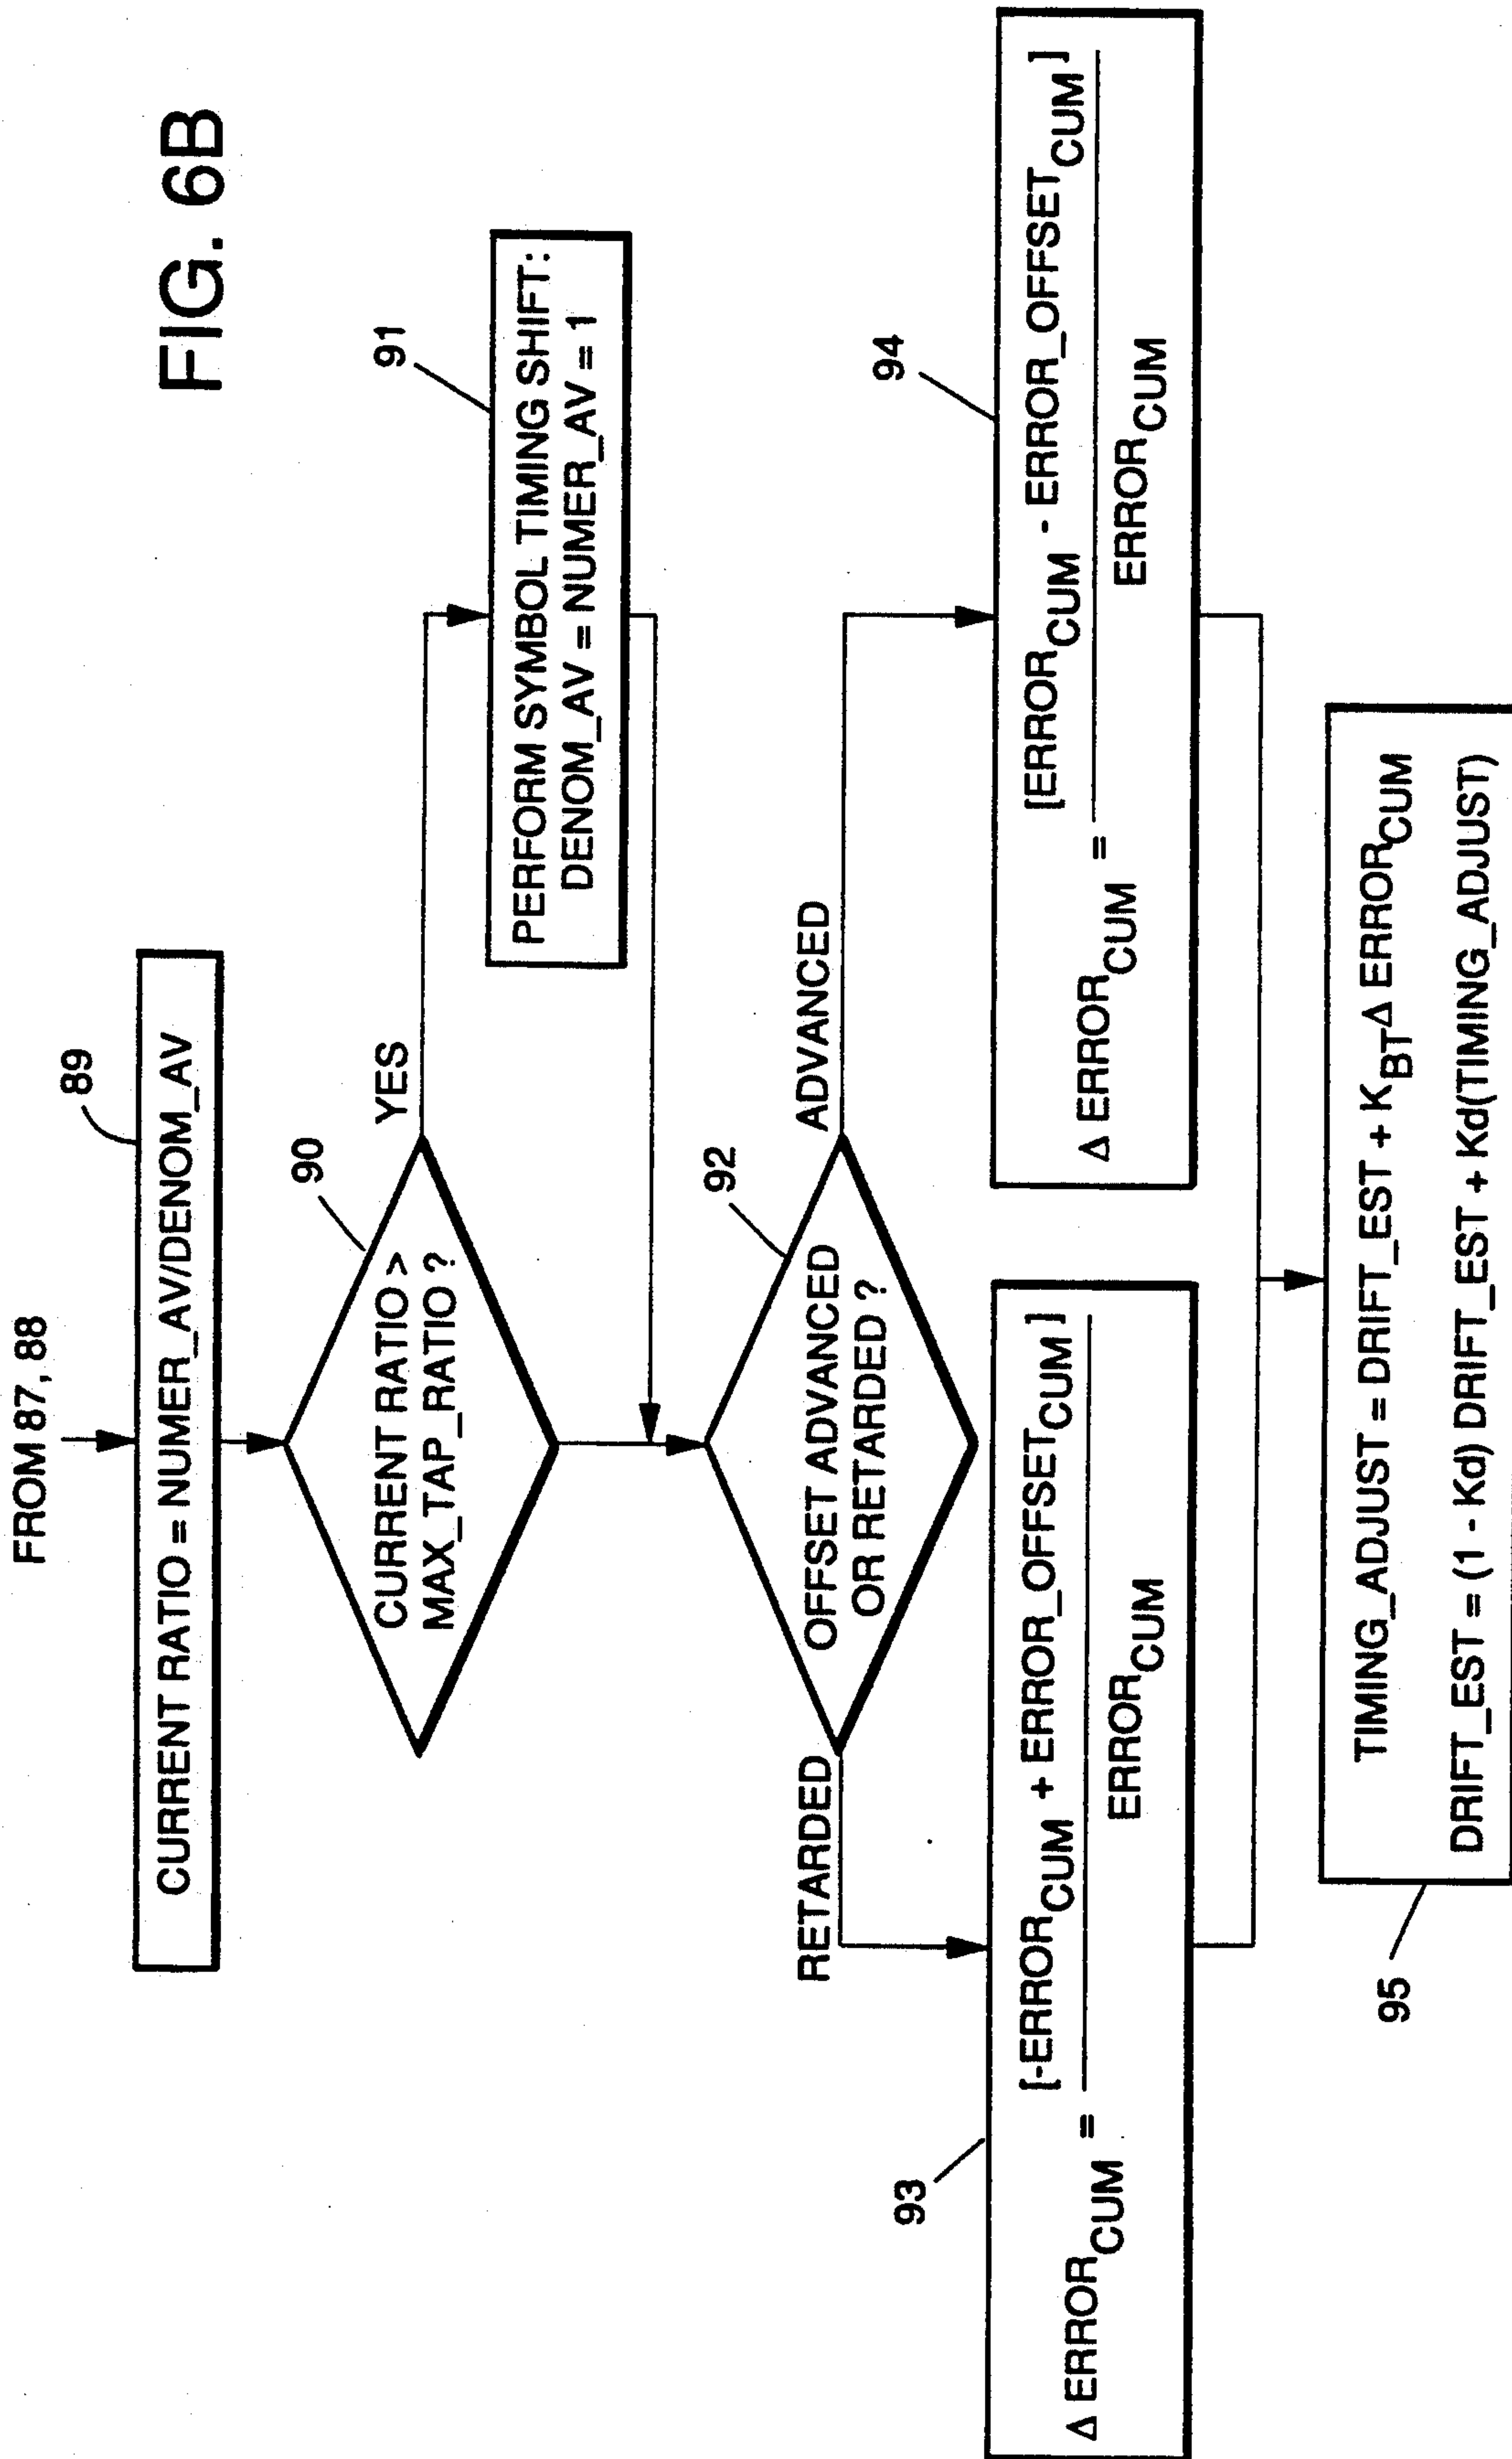 FIG. 6B
FROM 87, 88
89
CURRENT RATIO = NUMER_AV/DENOM_AV
90
CURRENT RATIO >
MAX_TAP_RATIO ?
YES
91
PERFORM SYMBOL TIMING SHIFT:
DENOM_AV = NUMER_AV = 1
92
OFFSET ADVANCED
OR RETARDED ?
RETARDED
ADVANCED
93
Δ ERROR_CUM = [-ERROR_CUM + ERROR_OFFSET_CUM]
ERROR_CUM
94
Δ ERROR_CUM = [ERROR_CUM - ERROR_OFFSET_CUM]
ERROR_CUM
95
TIMING_ADJUST = DRIFT_EST + K_BT Δ ERROR_CUM
DRIFT_EST = (1 - Kd) DRIFT_EST + Kd(TIMING_ADJUST)